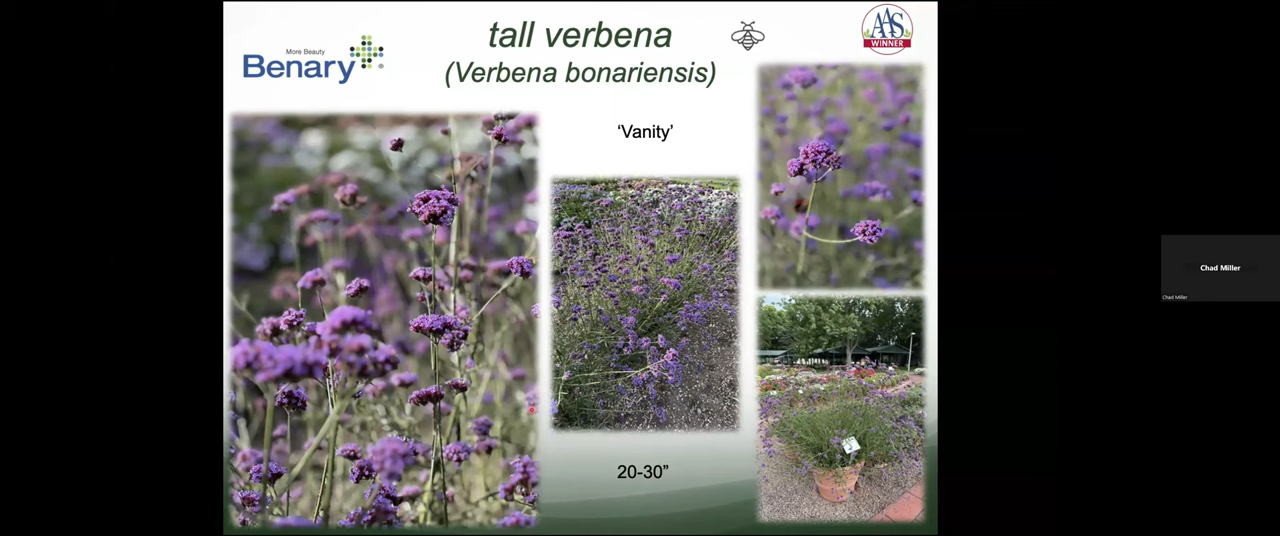 More Beauty
Benary
tall verbena
(Verbena bonariensis)
AAS
WINNER
‘Vanity’
20-30”
Chad Miller
Chad Miller